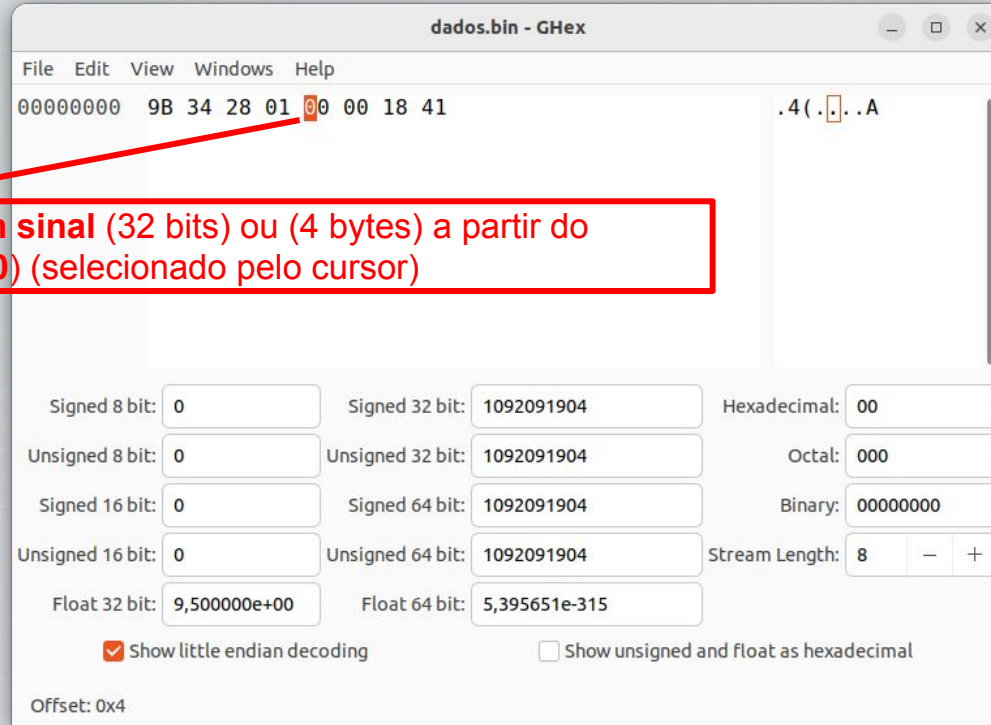 dados.bin - GHex
File Edit View Windows Help
00000000 9B 34 28 01 00 00 18 41 .4(....A
sinal (32 bits) ou (4 bytes) a partir do
) (selecionado pelo cursor)
Signed 8 bit: 0 Signed 32 bit: 1092091904 Hexadecimal: 00
Unsigned 8 bit: 0 Unsigned 32 bit: 1092091904 Octal: 000
Signed 16 bit: 0 Signed 64 bit: 1092091904 Binary: 00000000
Unsigned 16 bit: 0 Unsigned 64 bit: 1092091904 Stream Length: 8 − +
Float 32 bit: 9,500000e+00 Float 64 bit: 5,395651e-315
Show little endian decoding Show unsigned and float as hexadecimal
Offset: 0x4